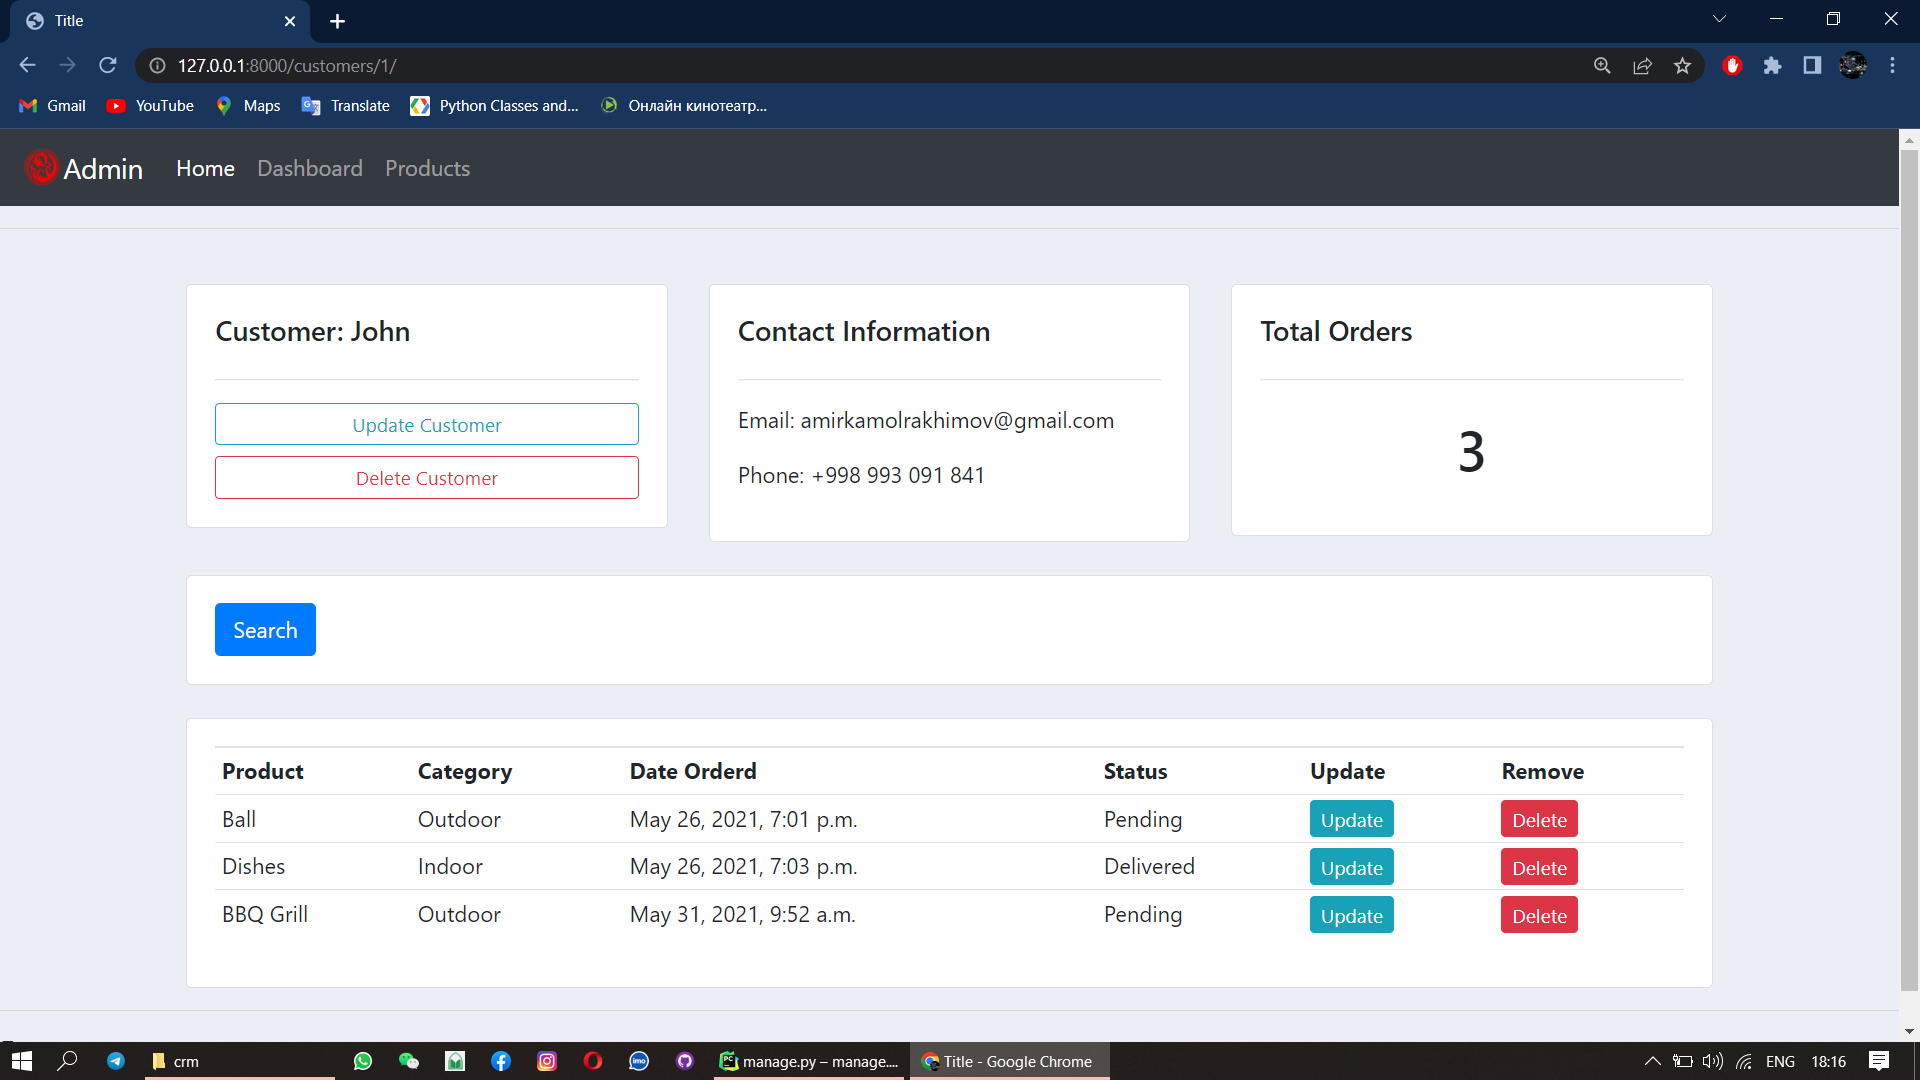 Title
127.0.0.1:8000/customers/1/
Gmail YouTube Maps Translate Python Classes and... Онлайн кинотеатр...
Admin Home Dashboard Products
Customer: John
Update Customer
Delete Customer
Contact Information
Email: amirkamolrakhimov@gmail.com
Phone: +998 993 091 841
Total Orders
3
Search
Product Category Date Orderd Status Update Remove
Ball Outdoor May 26, 2021, 7:01 p.m. Pending Update Delete
Dishes Indoor May 26, 2021, 7:03 p.m. Delivered Update Delete
BBQ Grill Outdoor May 31, 2021, 9:52 a.m. Pending Update Delete
crm imo PC manage.py – manage.... Title - Google Chrome ENG 18:16